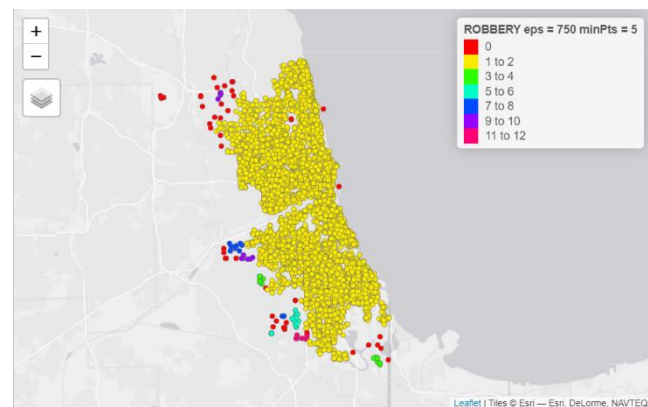 +
−
ROBBERY eps = 750 minPts = 5
0
1 to 2
3 to 4
5 to 6
7 to 8
9 to 10
11 to 12
Leaflet | Tiles © Esri — Esri, DeLorme, NAVTEQ